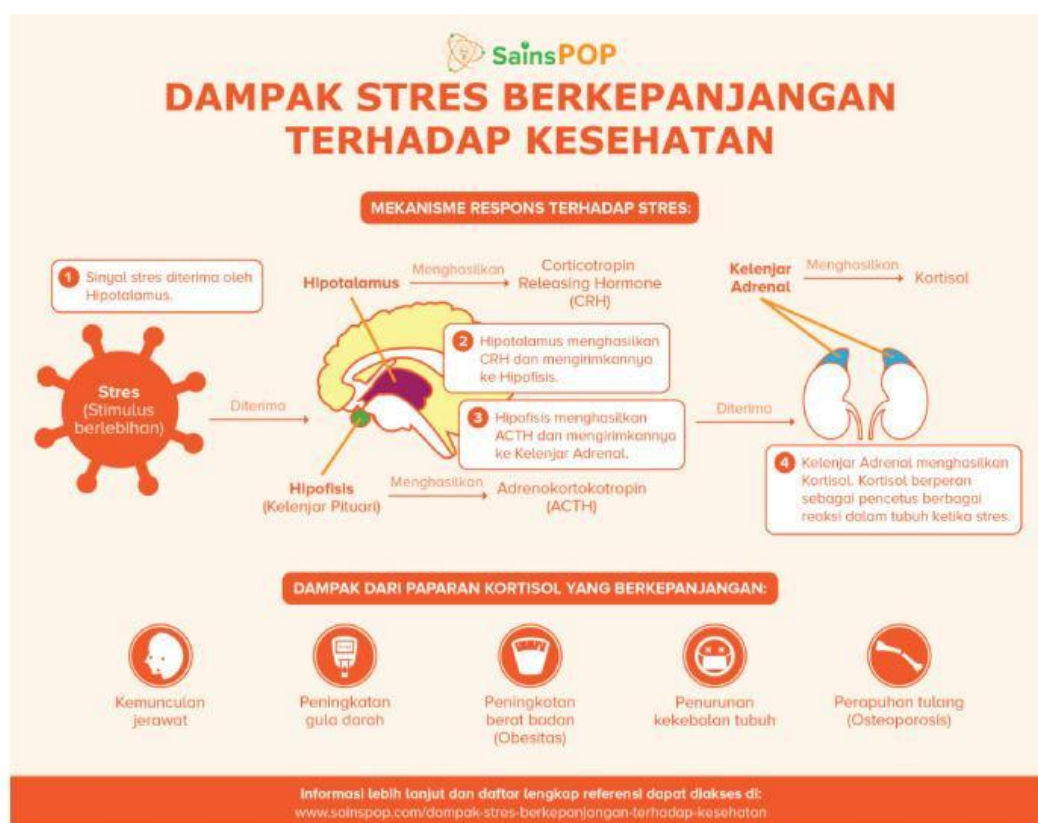 SainsPOP
DAMPAK STRES BERKEPANJANGAN
TERHADAP KESEHATAN
MEKANISME RESPONS TERHADAP STRES:
1 Sinyal stres diterima oleh
Hipotalamus.
Stres
(Stimulus
berlebihan)
Diterima
Hipotalamus
Menghasilkan
Corticotropin
Releasing Hormone
(CRH)
2 Hipotalamus menghasilkan
CRH dan mengirimkannya
ke Hipofisis.
3 Hipofisis menghasilkan
ACTH dan mengirimkannya
ke Kelenjar Adrenal.
Hipofisis
(Kelenjar Pituari)
Menghasilkan
Adrenokortokotropin
(ACTH)
Diterima
Kelenjar
Adrenal
Menghasilkan
Kortisol
4 Kelenjar Adrenal menghasilkan
Kortisol. Kortisol berperan
sebagai pencetus berbagai
reaksi dalam tubuh ketika stres.
DAMPAK DARI PAPARAN KORTISOL YANG BERKEPANJANGAN:
Kemunculan
jerawat
Peningkatan
gula darah
Peningkatan
berat badan
(Obesitas)
Penurunan
kekebalan tubuh
Perapuhan tulang
(Osteoporosis)
Informasi lebih lanjut dan daftar lengkap referensi dapat diakses di:
www.sainspop.com/dampak-stres-berkepanjangan-terhadap-kesehatan